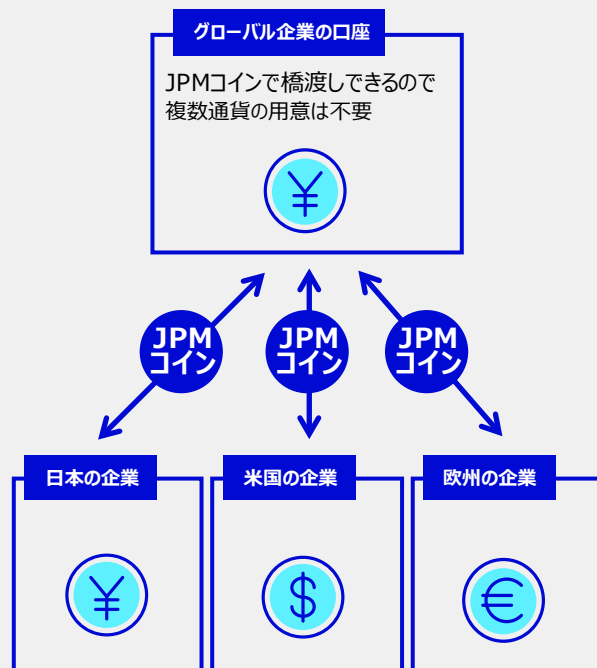 グローバル企業の口座
JPMコインで橋渡しできるので
複数通貨の用意は不要
¥
JPM
コイン
JPM
コイン
JPM
コイン
日本の企業
米国の企業
欧州の企業
¥
$
€